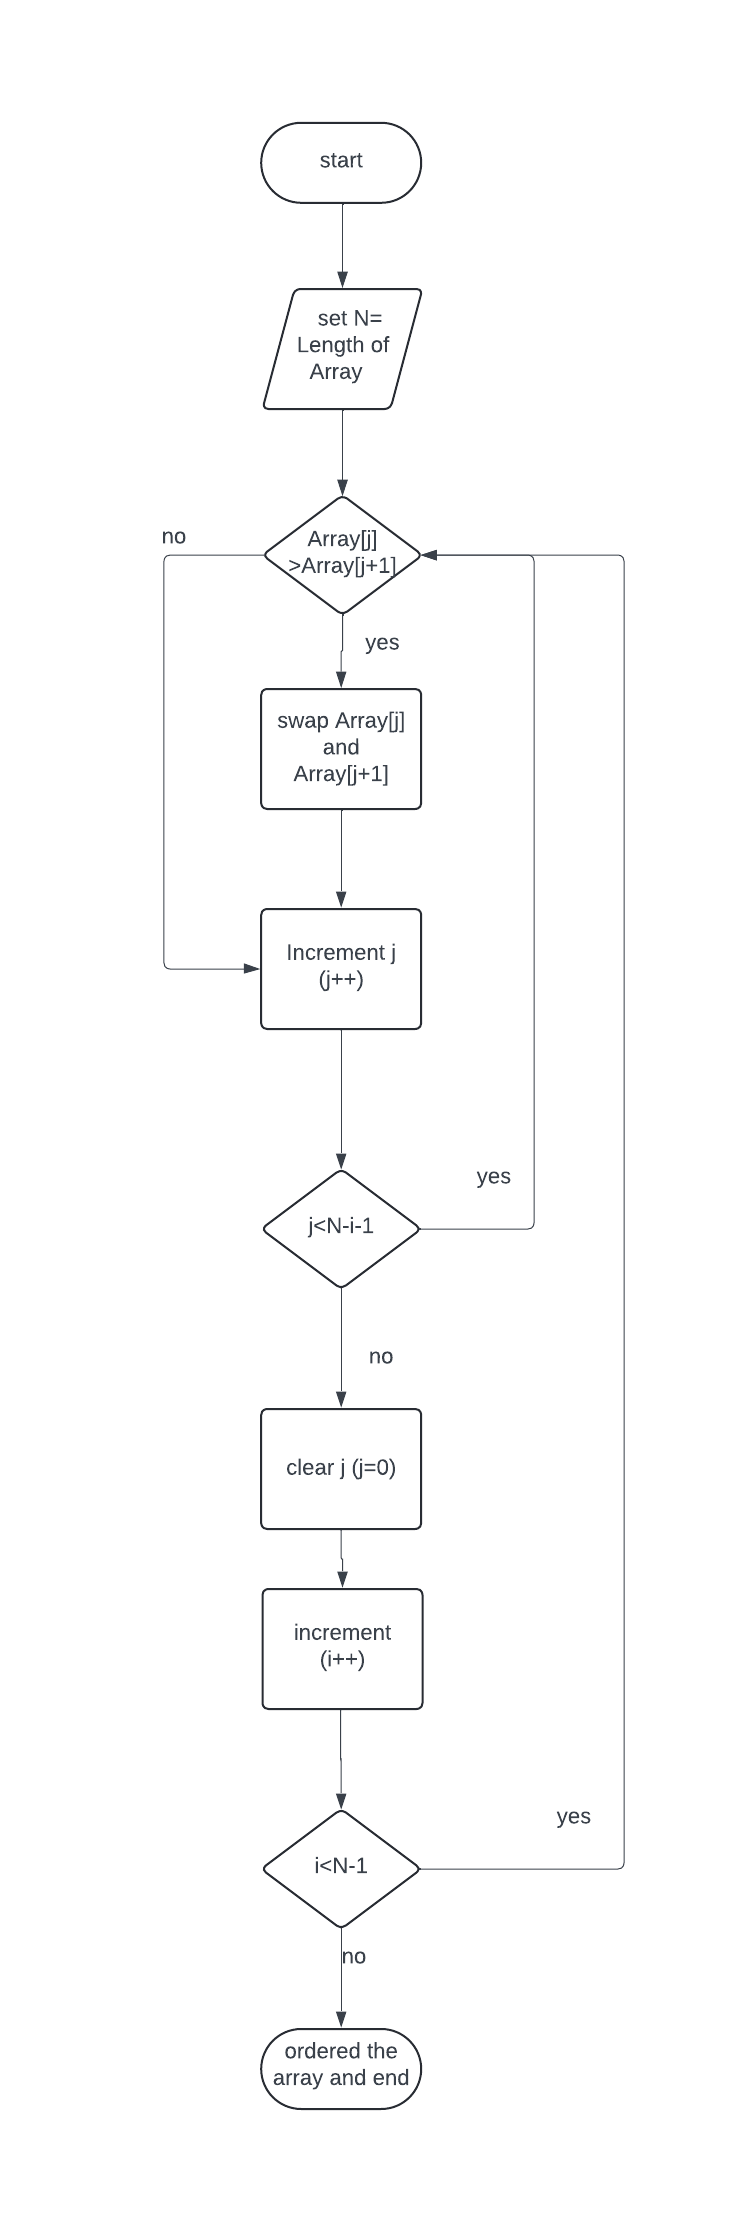 start
set N=
Length of
Array
no
Array[j]
>Array[j+1]
yes
swap Array[j]
and
Array[j+1]
Increment j
(j++)
yes
j<N-i-1
no
clear j (j=0)
increment
(i++)
yes
i<N-1
no
ordered the
array and end